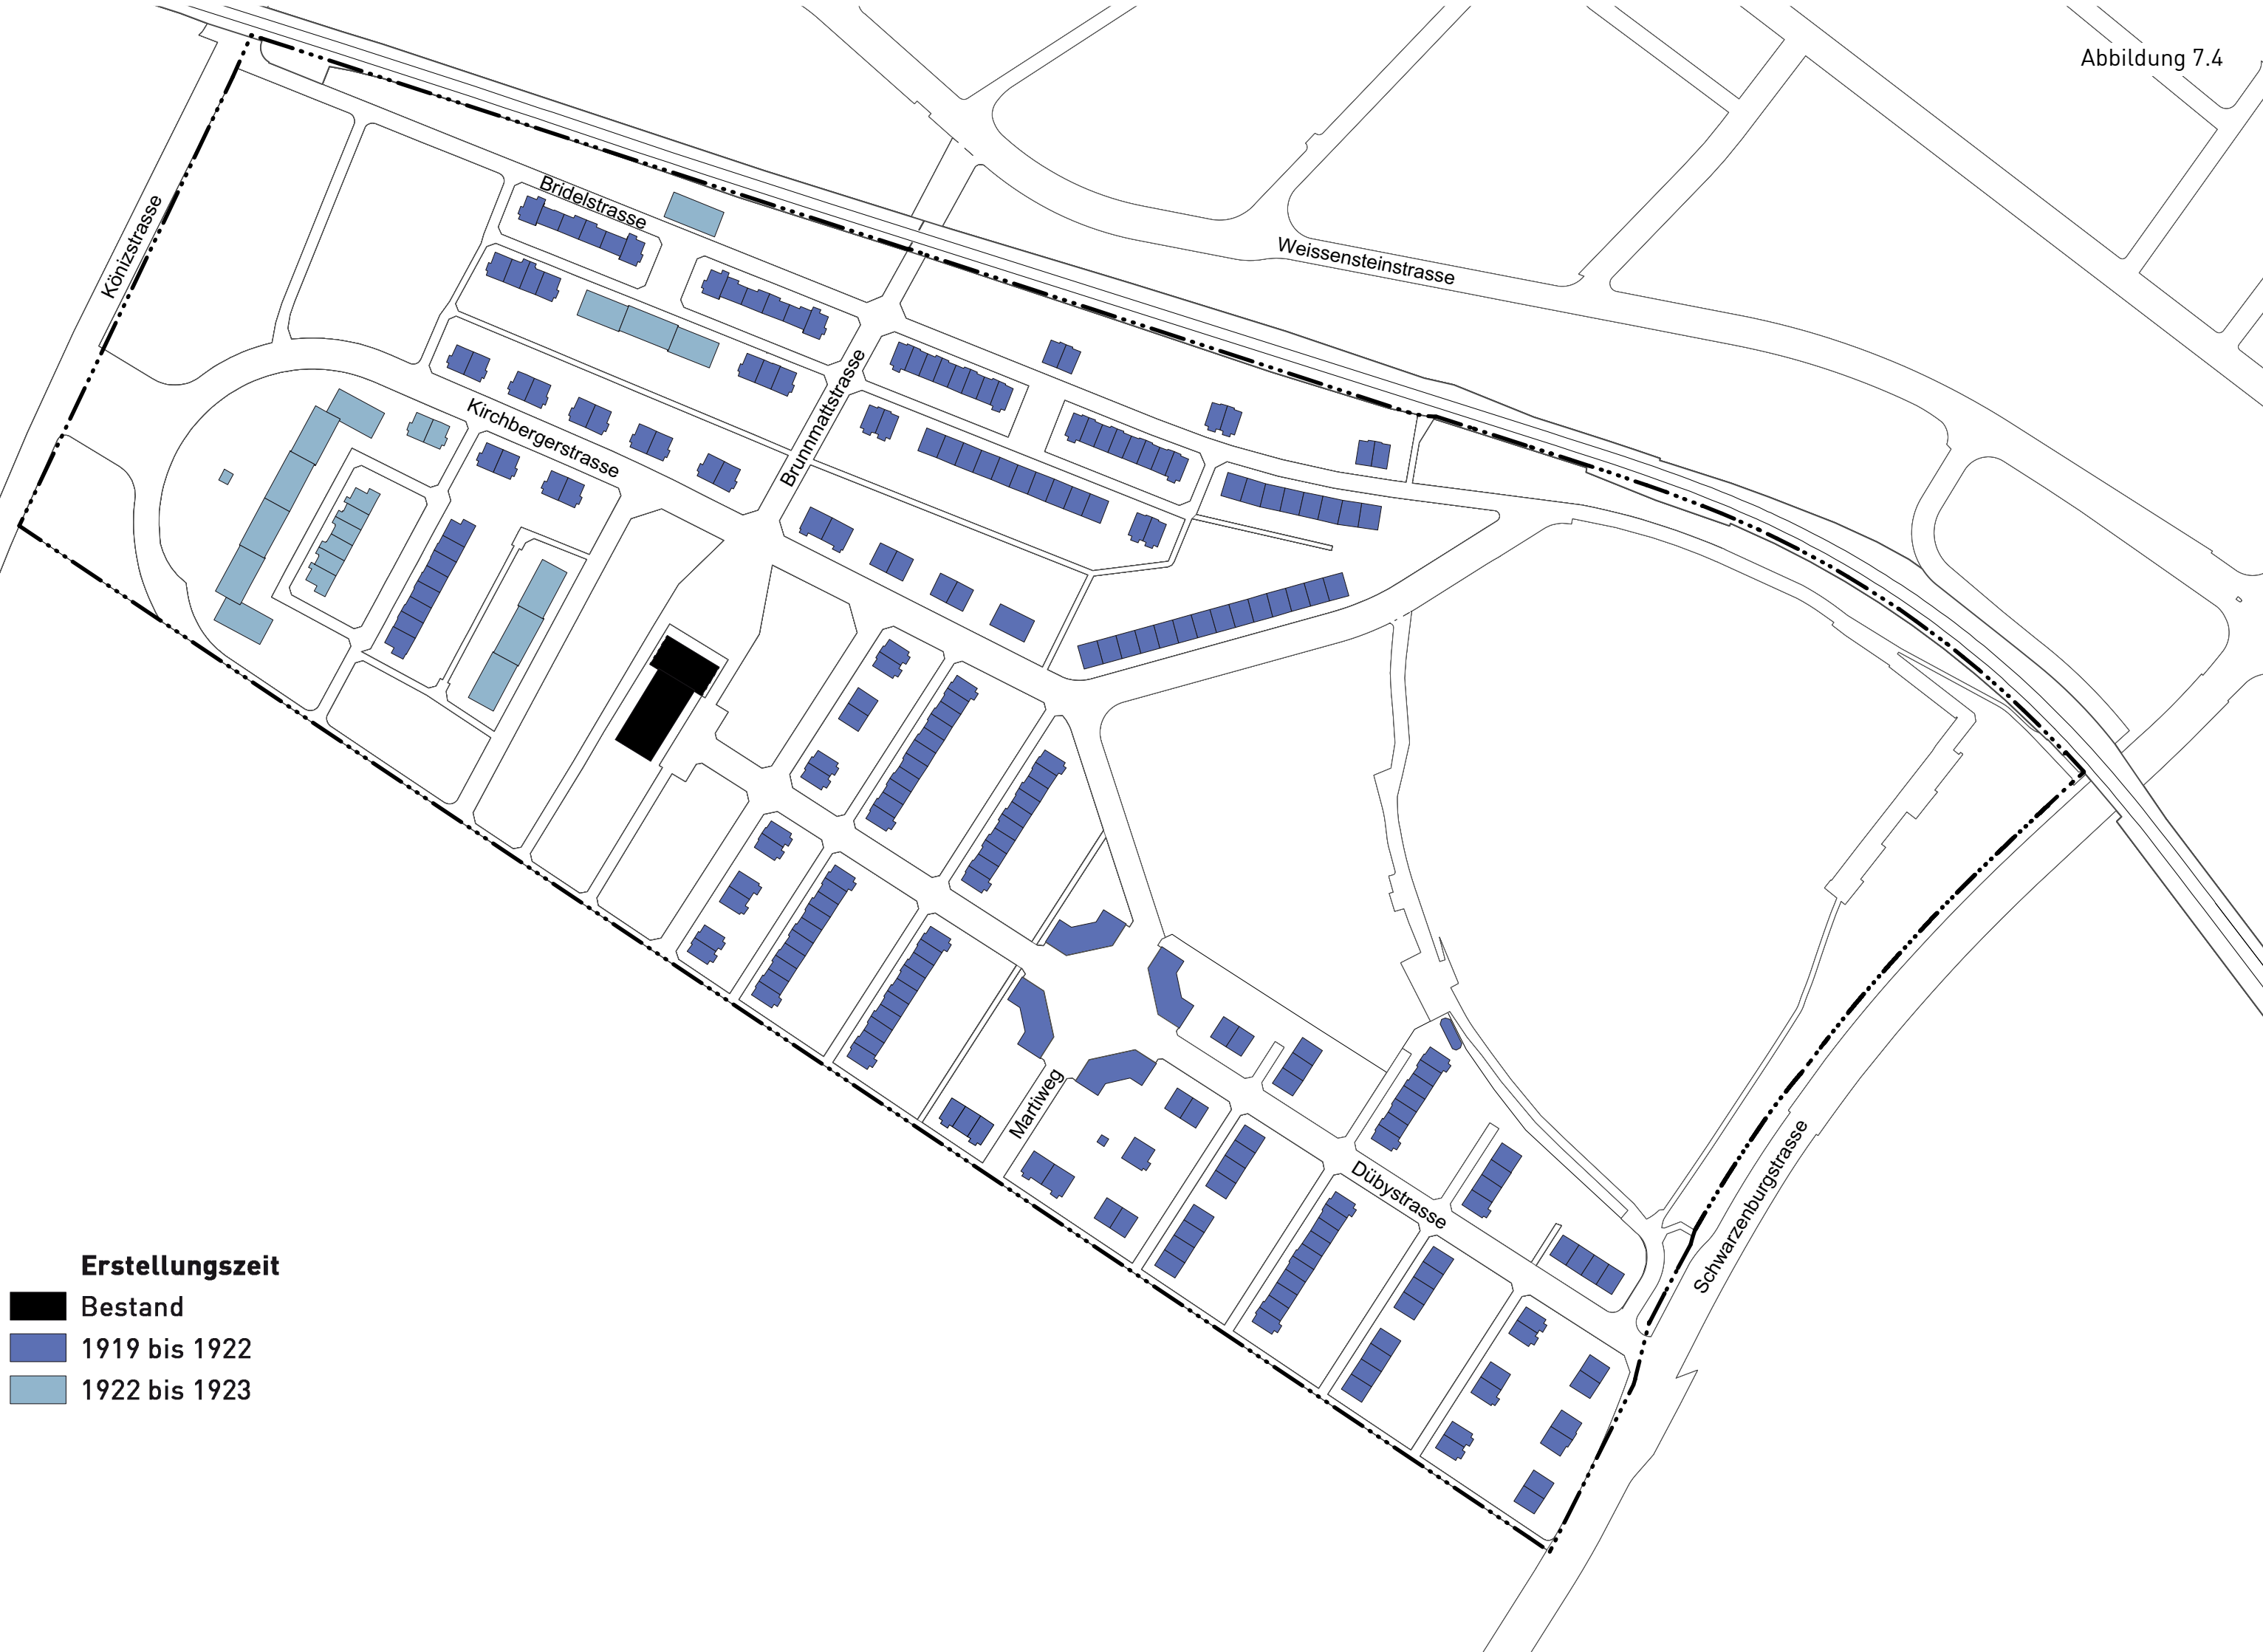 Abbildung 7.4
Bridelstrasse
Könizstrasse
Weissensteinstrasse
Brunnmattstrasse
Kirchbergerstrasse
Martiweg
Dübystrasse
Schwarzenburgstrasse
Erstellungszeit
Bestand
1919 bis 1922
1922 bis 1923